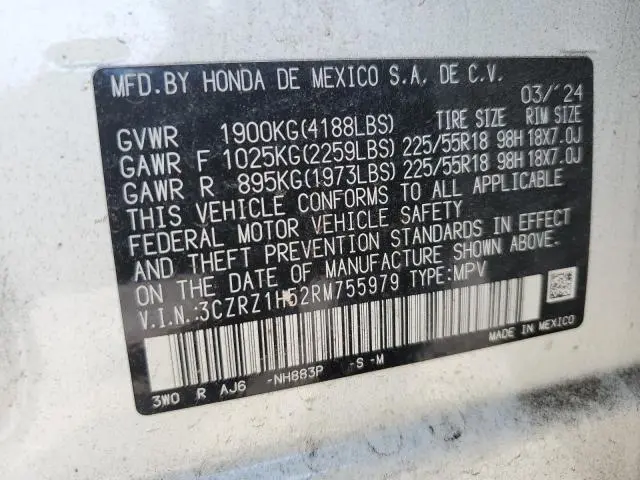 MFD. BY HONDA DE MEXICO S.A. DE C.V.
03/'24
TIRE SIZE RIM SIZE
GVWR 1900KG(4188LBS)
GAWR F 1025KG(2259LBS) 225/55R18 98H 18X7.0J
GAWR R 895KG(1973LBS) 225/55R18 98H 18X7.0J
THIS VEHICLE CONFORMS TO ALL APPLICABLE
FEDERAL MOTOR VEHICLE SAFETY
AND THEFT PREVENTION STANDARDS IN EFFECT
ON THE DATE OF MANUFACTURE SHOWN ABOVE.
V.I.N.:3CZRZ1H52RM755979 TYPE:MPV
MADE IN MEXICO
3W0 R AJ6 -NH883P -S -M